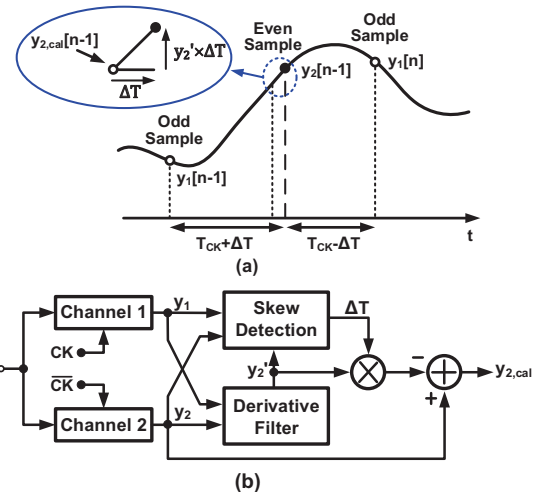 y2,cal[n-1]
y2'×ΔT
ΔT
Even
Sample
Odd
Sample
y2[n-1]
y1[n]
Odd
Sample
y1[n-1]
TCK+ΔT
TCK-ΔT
t
(a)
Channel 1
y1
Skew
Detection
ΔT
CK
CK
y2'
−
+
y2,cal
Channel 2
y2
Derivative
Filter
+
(b)